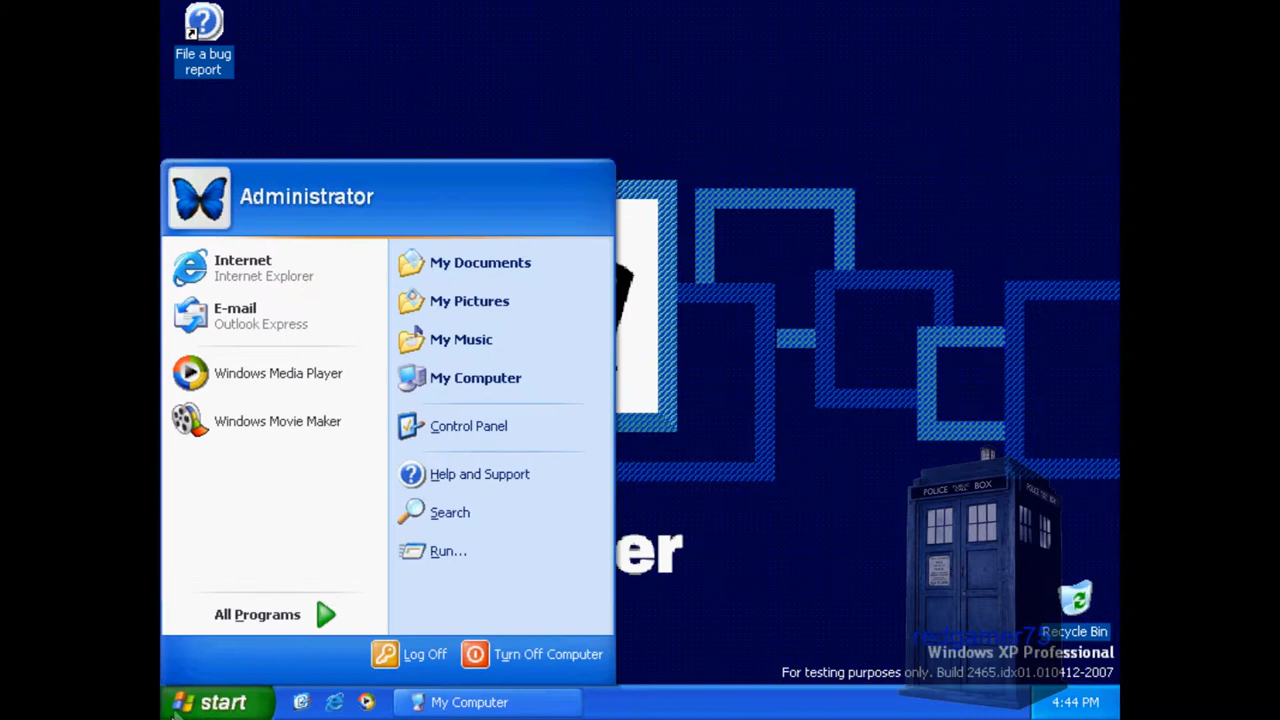 File a bug
report
Administrator
Internet
Internet Explorer
E-mail
Outlook Express
Windows Media Player
Windows Movie Maker
All Programs
My Documents
My Pictures
My Music
My Computer
Control Panel
Help and Support
Search
Run...
Log Off
Turn Off Computer
er
POLICE PUBLIC CALL BOX
Recycle Bin
Windows XP Professional
For testing purposes only. Build 2465.idx01.010412-2007
start
My Computer
4:44 PM